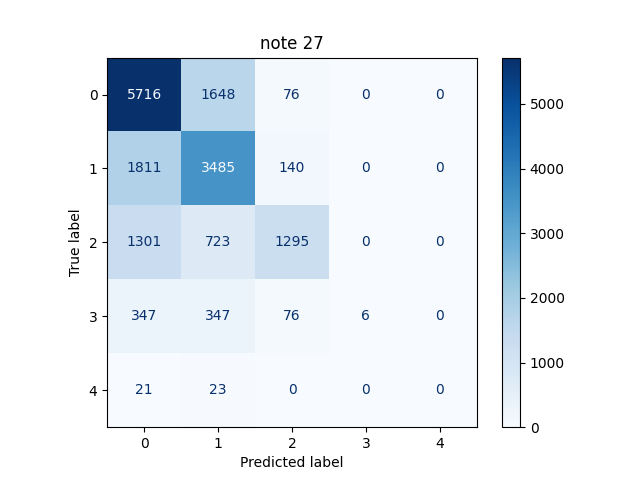 note 27
0 5716 1648 76 0 0
1 1811 3485 140 0 0
2 1301 723 1295 0 0
3 347 347 76 6 0
4 21 23 0 0 0
0 1 2 3 4
Predicted label
True label
5000
4000
3000
2000
1000
0